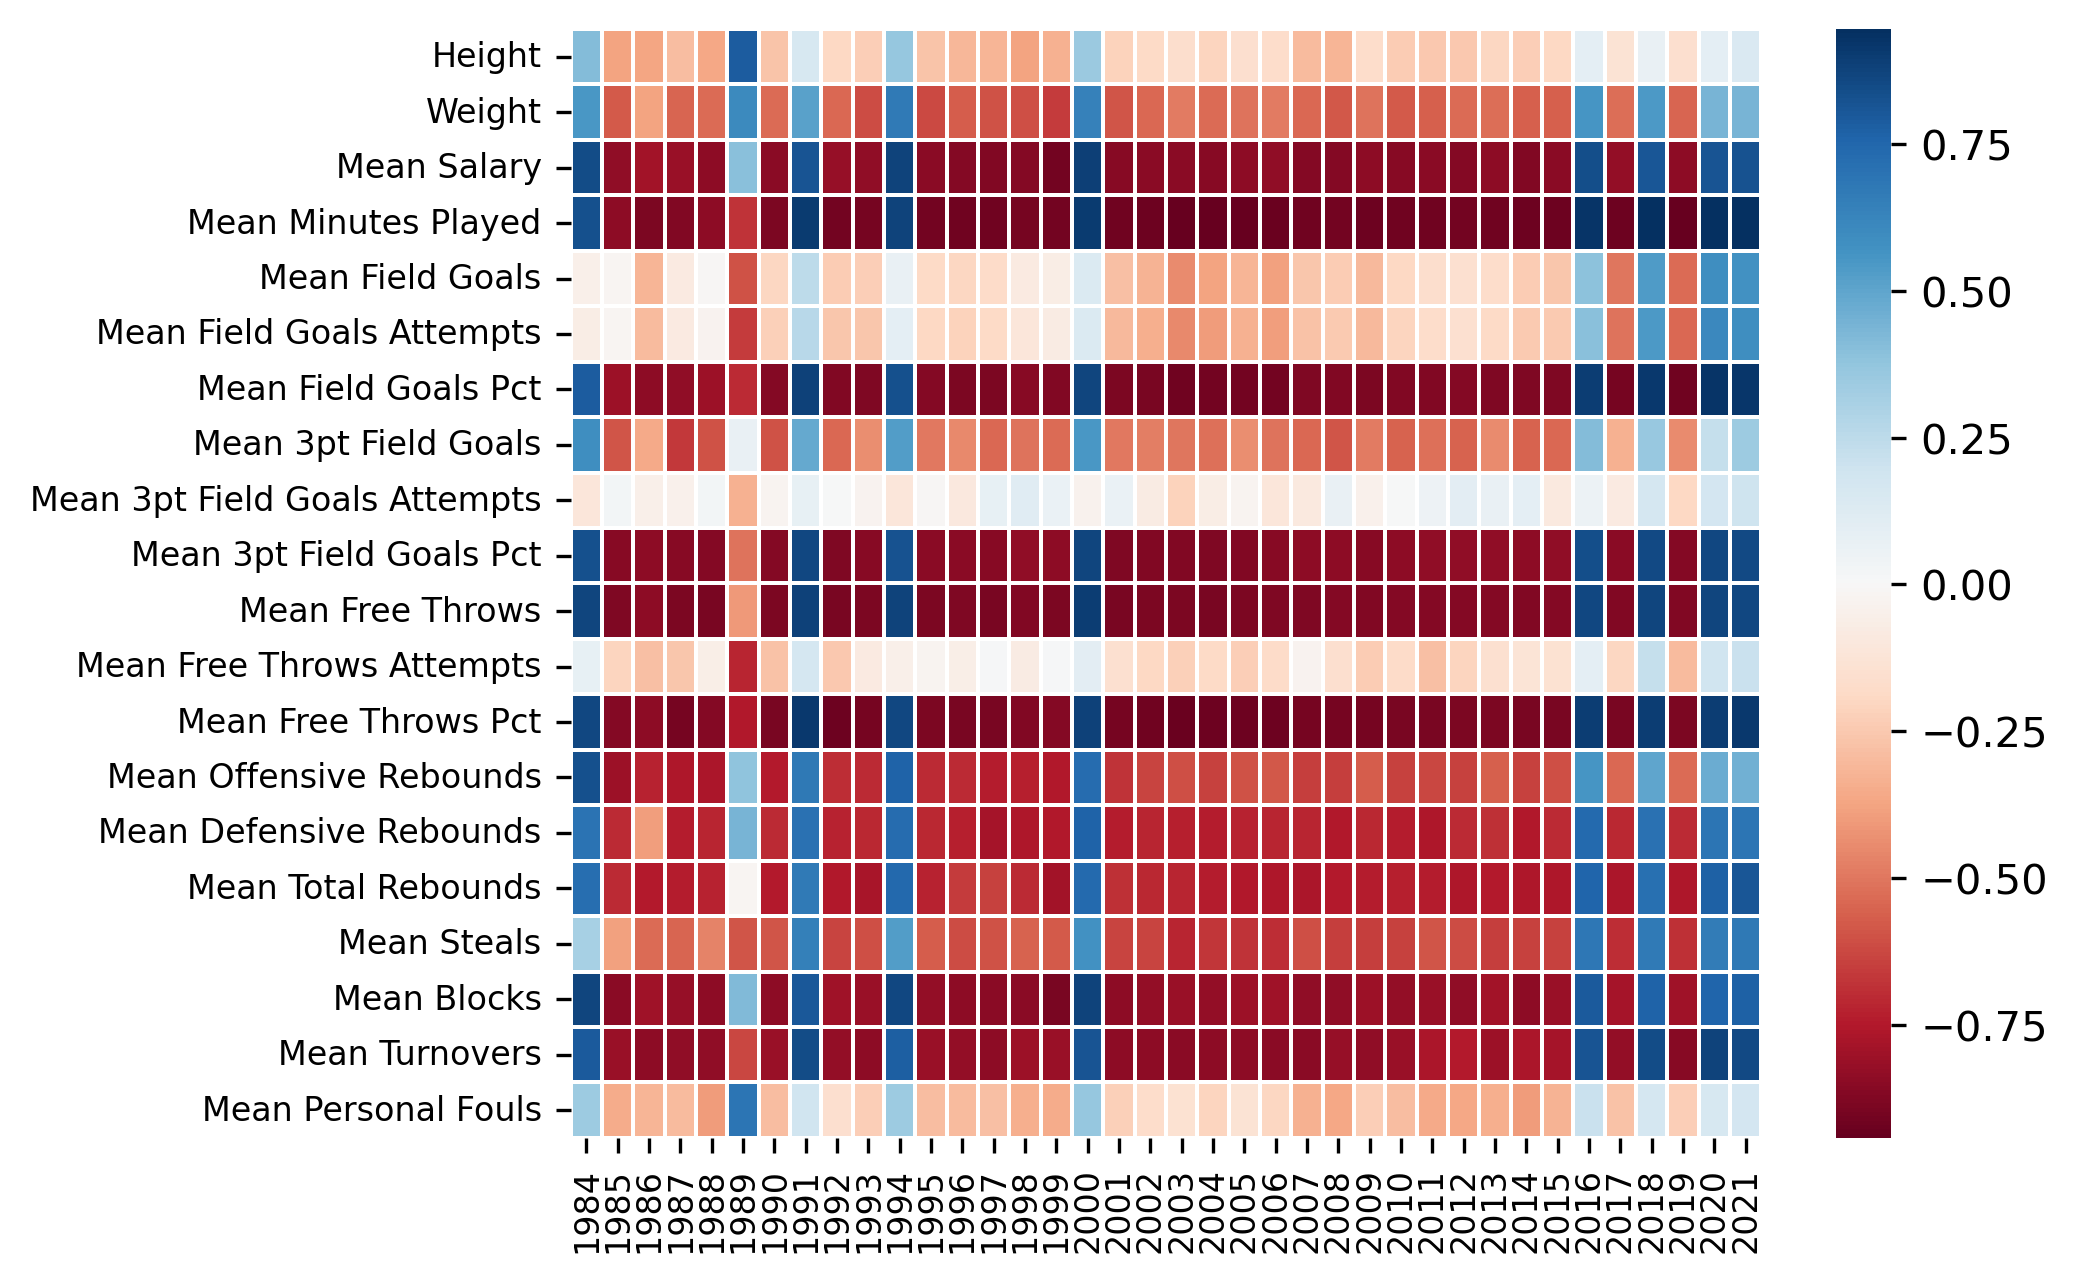 Height
Weight
Mean Salary
Mean Minutes Played
Mean Field Goals
Mean Field Goals Attempts
Mean Field Goals Pct
Mean 3pt Field Goals
Mean 3pt Field Goals Attempts
Mean 3pt Field Goals Pct
Mean Free Throws
Mean Free Throws Attempts
Mean Free Throws Pct
Mean Offensive Rebounds
Mean Defensive Rebounds
Mean Total Rebounds
Mean Steals
Mean Blocks
Mean Turnovers
Mean Personal Fouls
1984
1985
1986
1987
1988
1989
1990
1991
1992
1993
1994
1995
1996
1997
1998
1999
2000
2001
2002
2003
2004
2005
2006
2007
2008
2009
2010
2011
2012
2013
2014
2015
2016
2017
2018
2019
2020
2021
0.75
0.50
0.25
0.00
−0.25
−0.50
−0.75